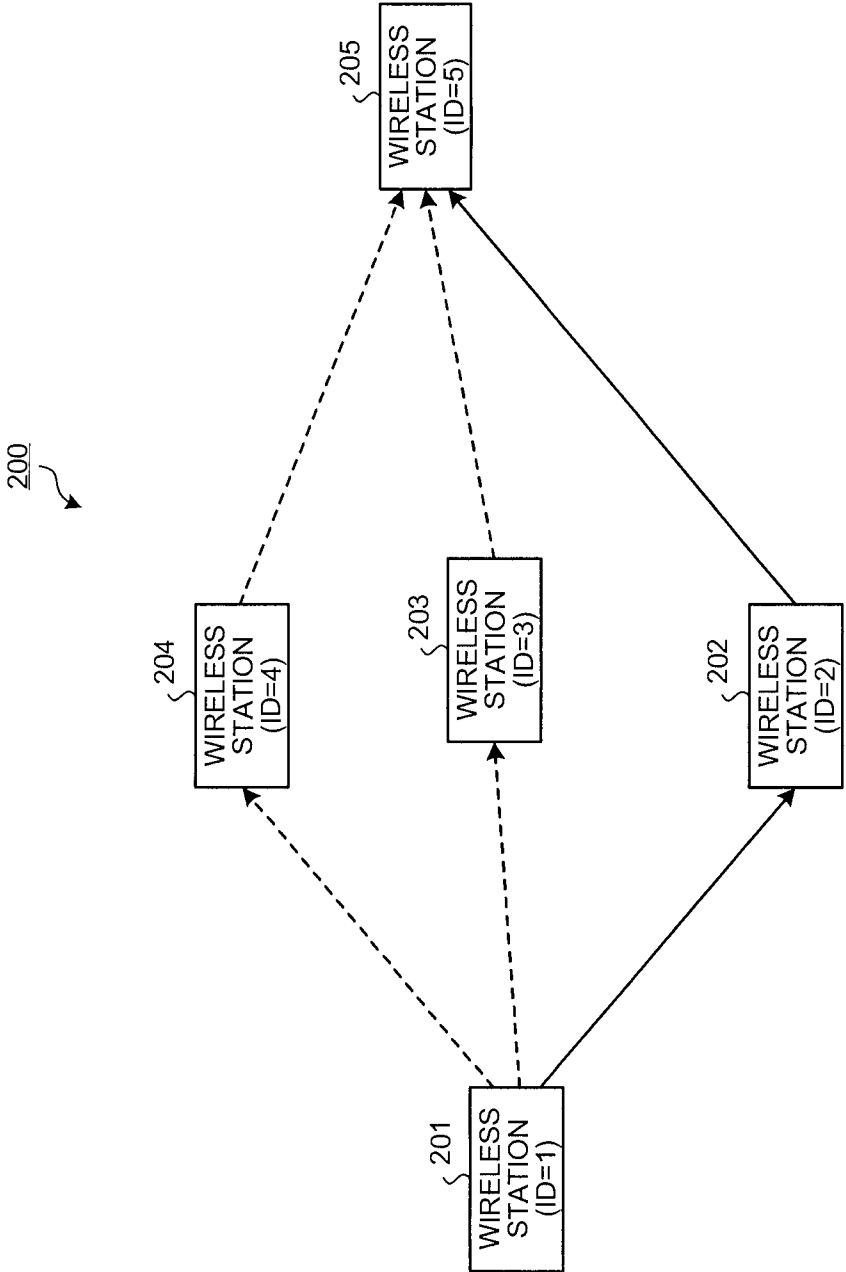 200
205
WIRELESS
STATION
(ID=5)
204
WIRELESS
STATION
(ID=4)
203
WIRELESS
STATION
(ID=3)
202
WIRELESS
STATION
(ID=2)
201
WIRELESS
STATION
(ID=1)